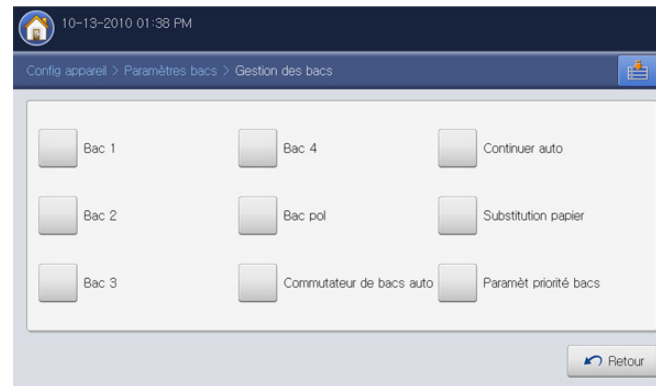 10-13-2010 01:38 PM
Config appareil > Paramètres bacs > Gestion des bacs
Bac 1
Bac 4
Continuer auto
Bac 2
Bac pol
Substitution papier
Bac 3
Commutateur de bacs auto
Paramèt priorité bacs
Retour